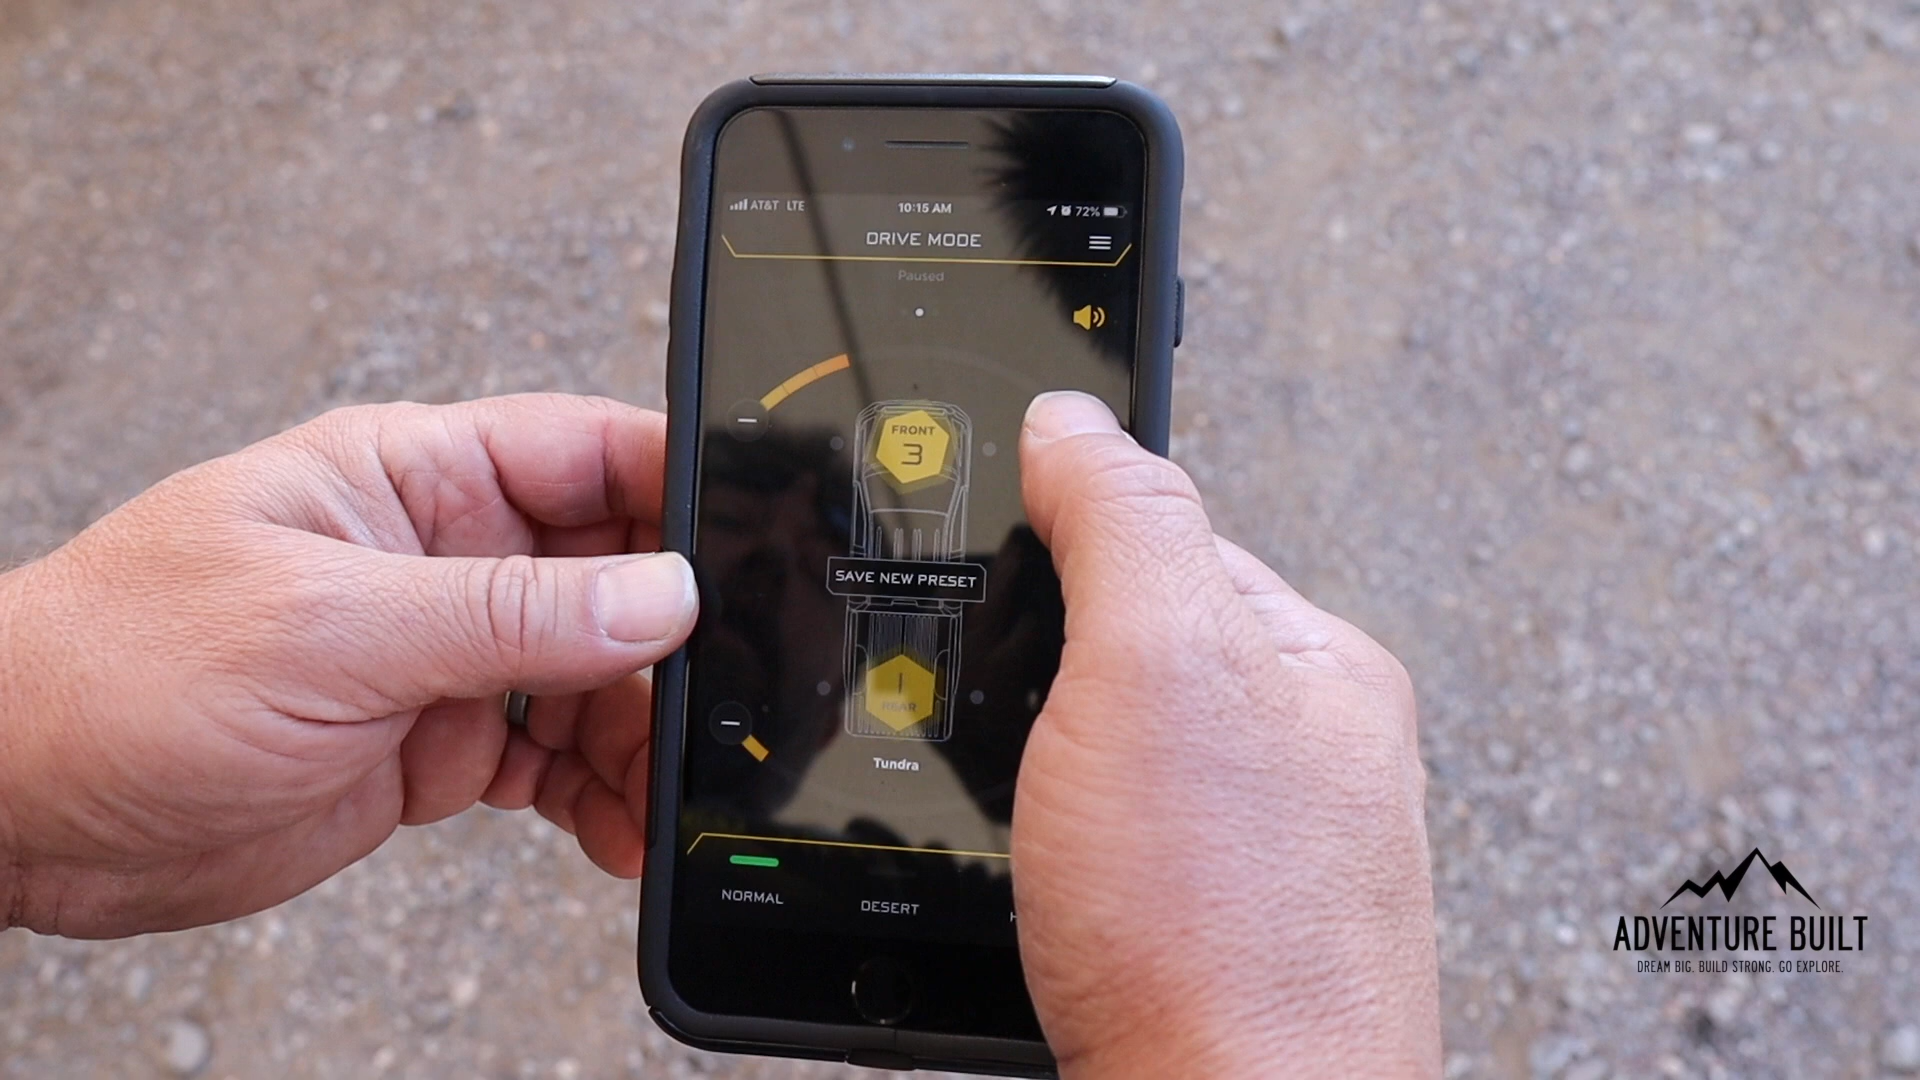 AT&T LTE 10:15 AM 72%
DRIVE MODE
Paused
FRONT
3
SAVE NEW PRESET
1
REAR
Tundra
NORMAL DESERT
ADVENTURE BUILT
DREAM BIG. BUILD STRONG. GO EXPLORE.